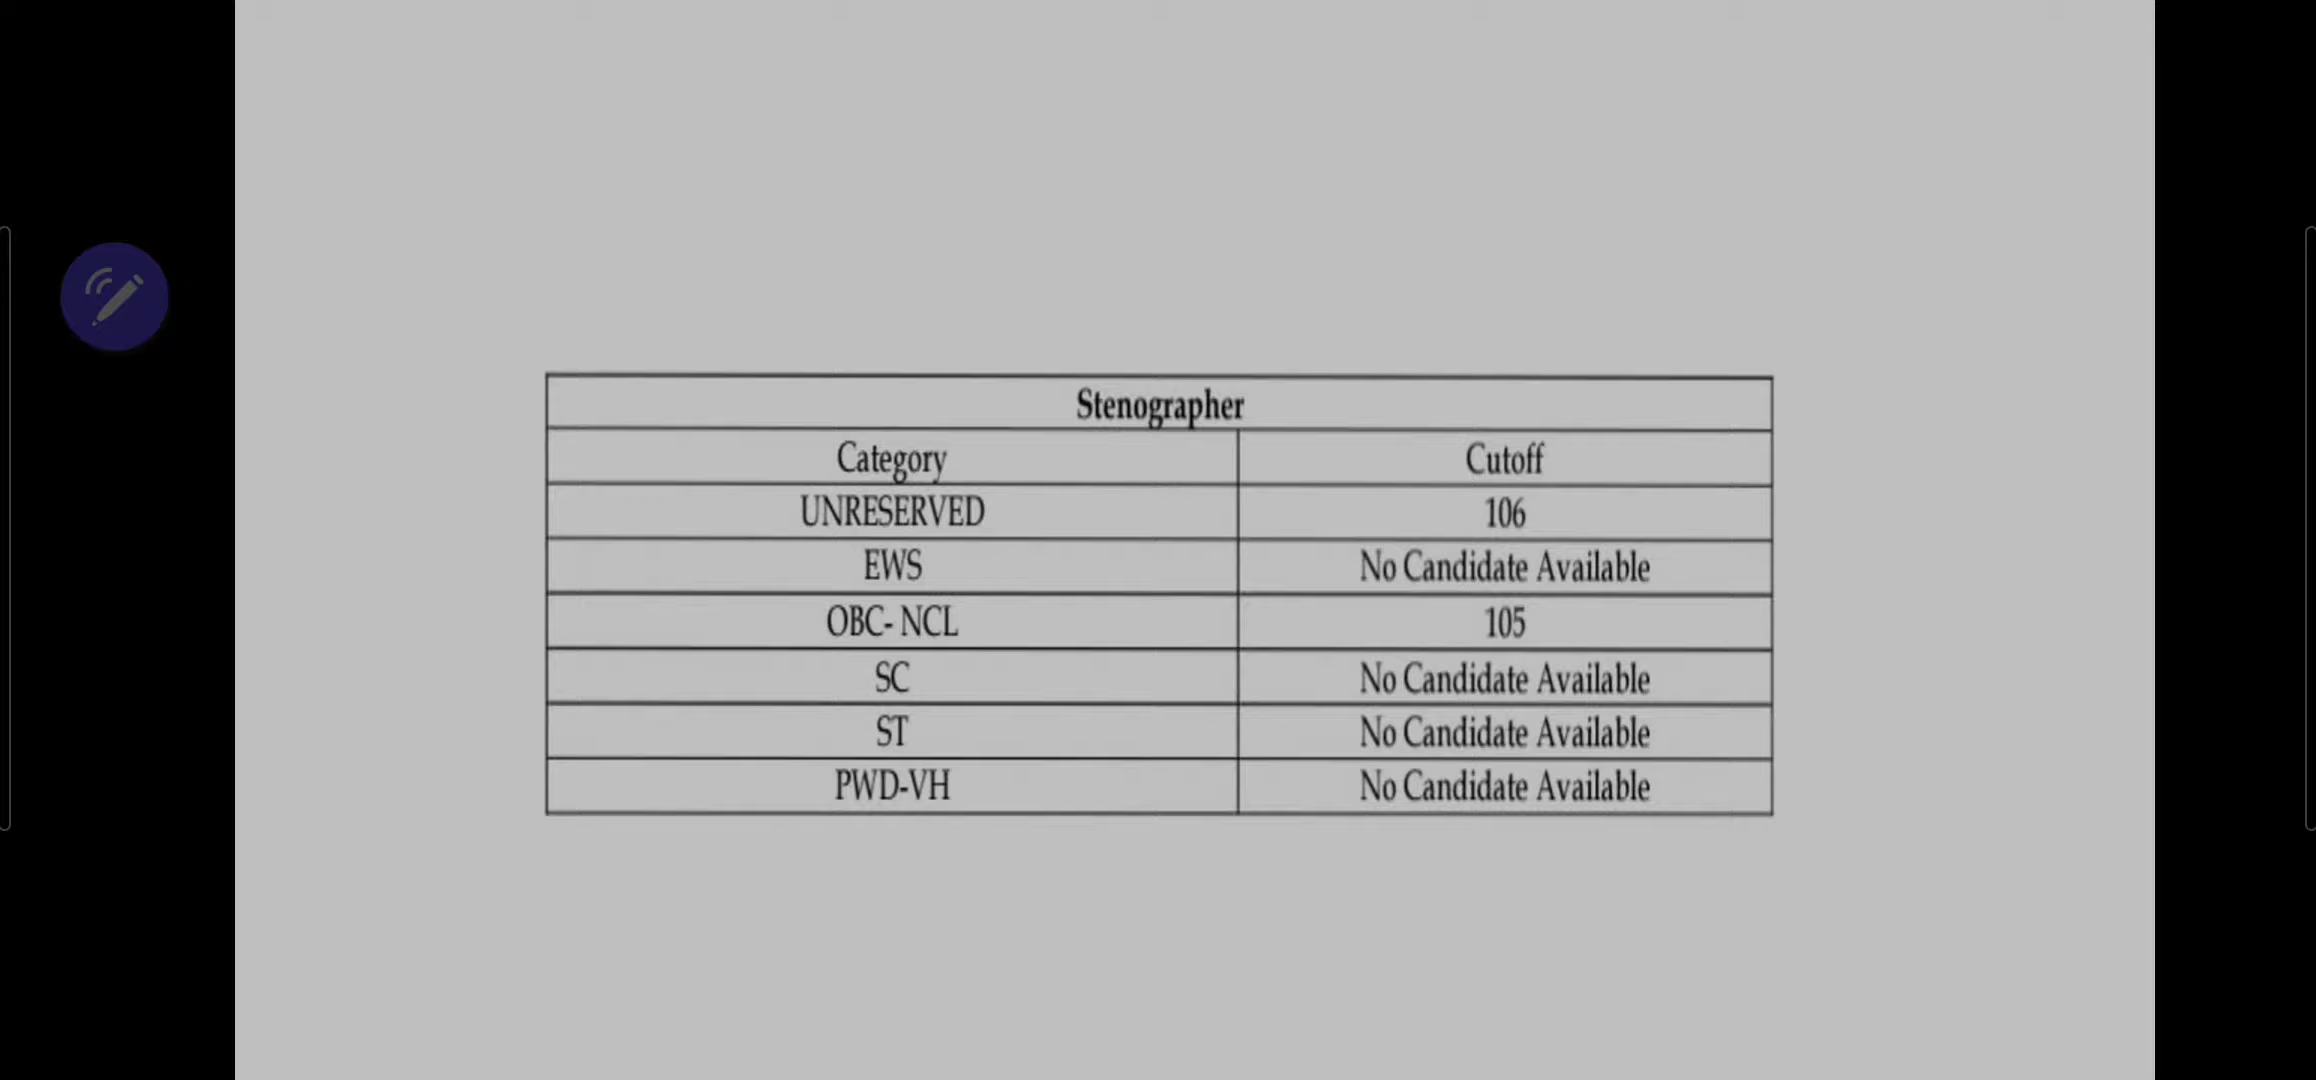 Stenographer
Category Cutoff
UNRESERVED 106
EWS No Candidate Available
OBC- NCL 105
SC No Candidate Available
ST No Candidate Available
PWD-VH No Candidate Available